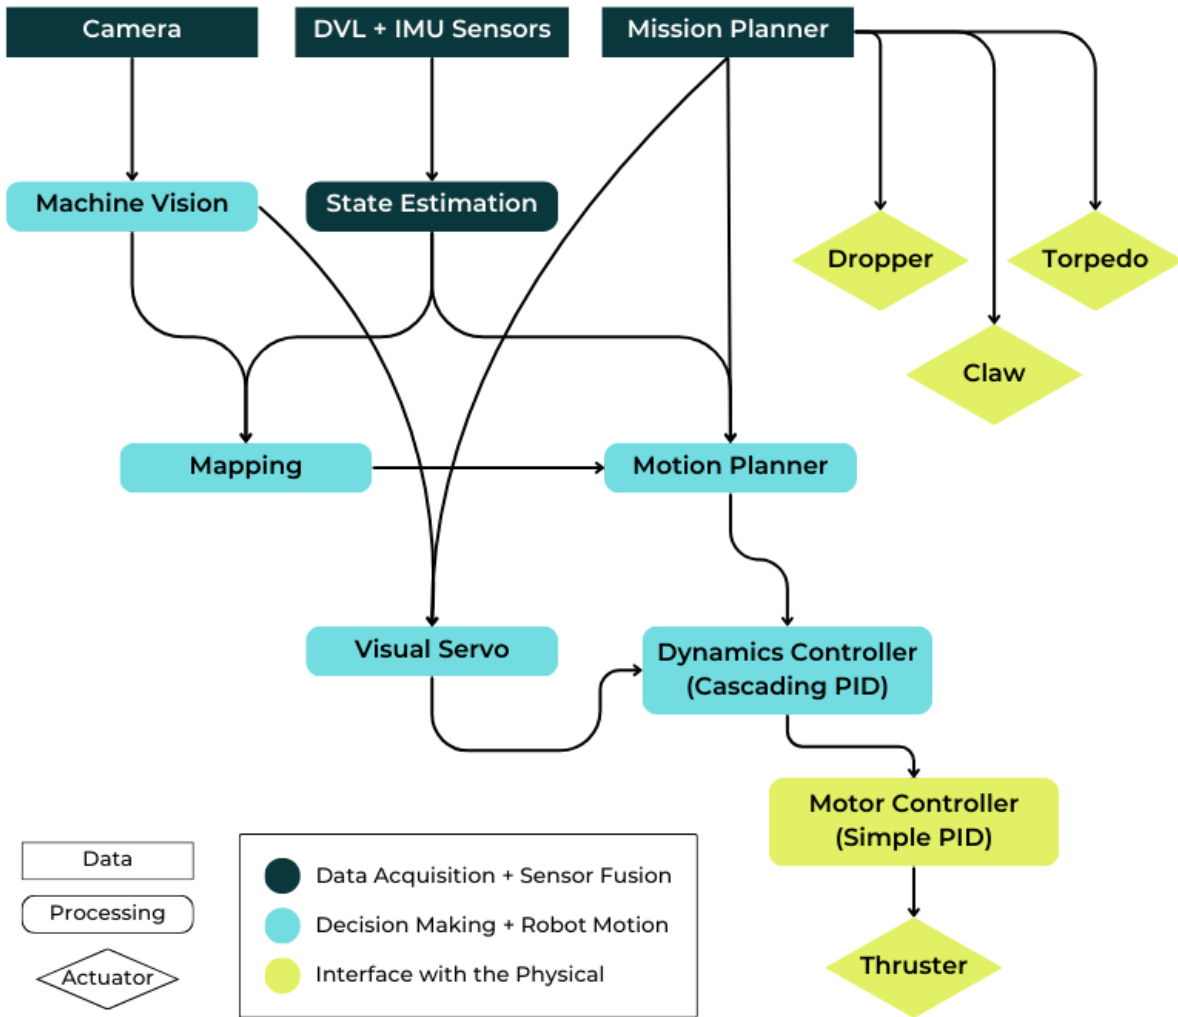 Camera
DVL + IMU Sensors
Mission Planner
Machine Vision
State Estimation
Dropper
Torpedo
Claw
Mapping
Motion Planner
Visual Servo
Dynamics Controller
(Cascading PID)
Motor Controller
(Simple PID)
Thruster
Data
Processing
Actuator
Data Acquisition + Sensor Fusion
Decision Making + Robot Motion
Interface with the Physical